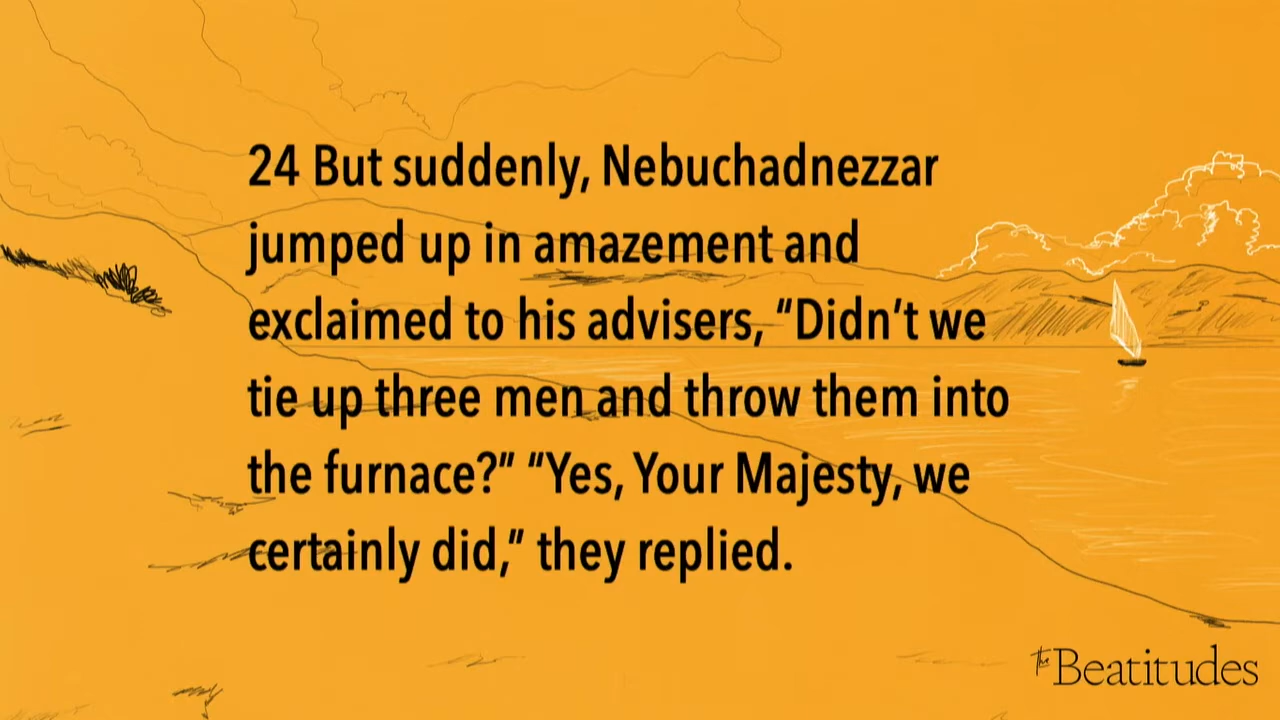 24 But suddenly, Nebuchadnezzar
jumped up in amazement and
exclaimed to his advisers, “Didn’t we
tie up three men and throw them into
the furnace?” “Yes, Your Majesty, we
certainly did,” they replied.
the Beatitudes